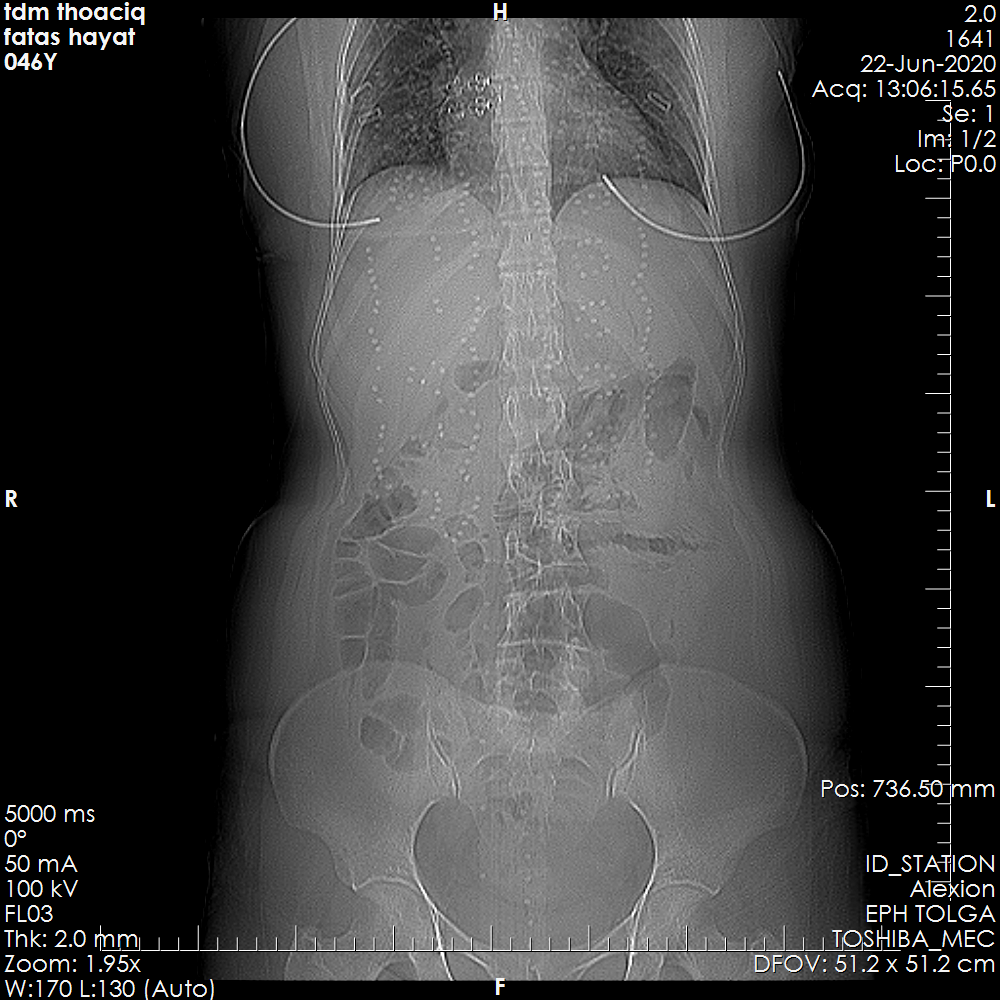 tdm thoaciq
fatas hayat
046Y
H
2.0
1641
22-Jun-2020
Acq: 13:06:15.65
Se: 1
Im: 1/2
Loc: P0.0
R
L
Pos: 736.50 mm
5000 ms
0°
50 mA
100 kV
FL03
Thk: 2.0 mm
Zoom: 1.95x
W:170 L:130 (Auto)
ID_STATION
Alexion
EPH TOLGA
TOSHIBA_MEC
DFOV: 51.2 x 51.2 cm
F